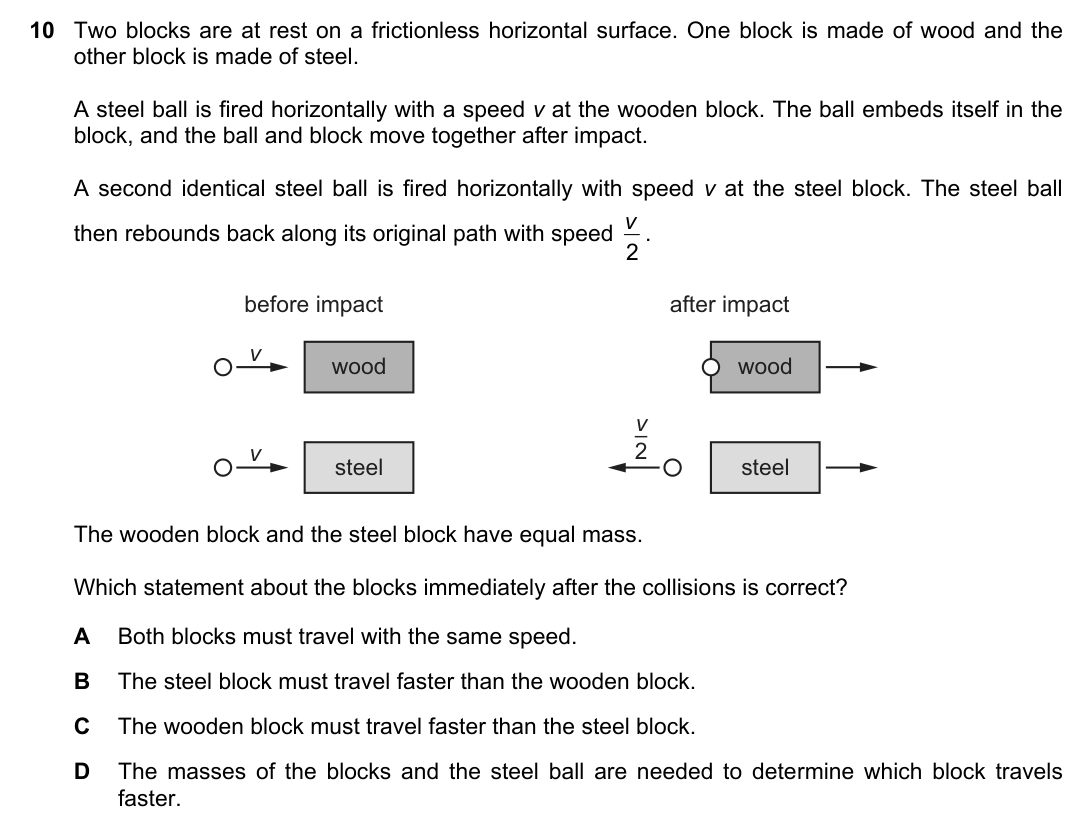 10 Two blocks are at rest on a frictionless horizontal surface. One block is made of wood and the
other block is made of steel.
A steel ball is fired horizontally with a speed v at the wooden block. The ball embeds itself in the
block, and the ball and block move together after impact.
A second identical steel ball is fired horizontally with speed v at the steel block. The steel ball
then rebounds back along its original path with speed v/2.
before impact after impact
v wood wood
v steel v/2 steel
The wooden block and the steel block have equal mass.
Which statement about the blocks immediately after the collisions is correct?
A Both blocks must travel with the same speed.
B The steel block must travel faster than the wooden block.
C The wooden block must travel faster than the steel block.
D The masses of the blocks and the steel ball are needed to determine which block travels
faster.